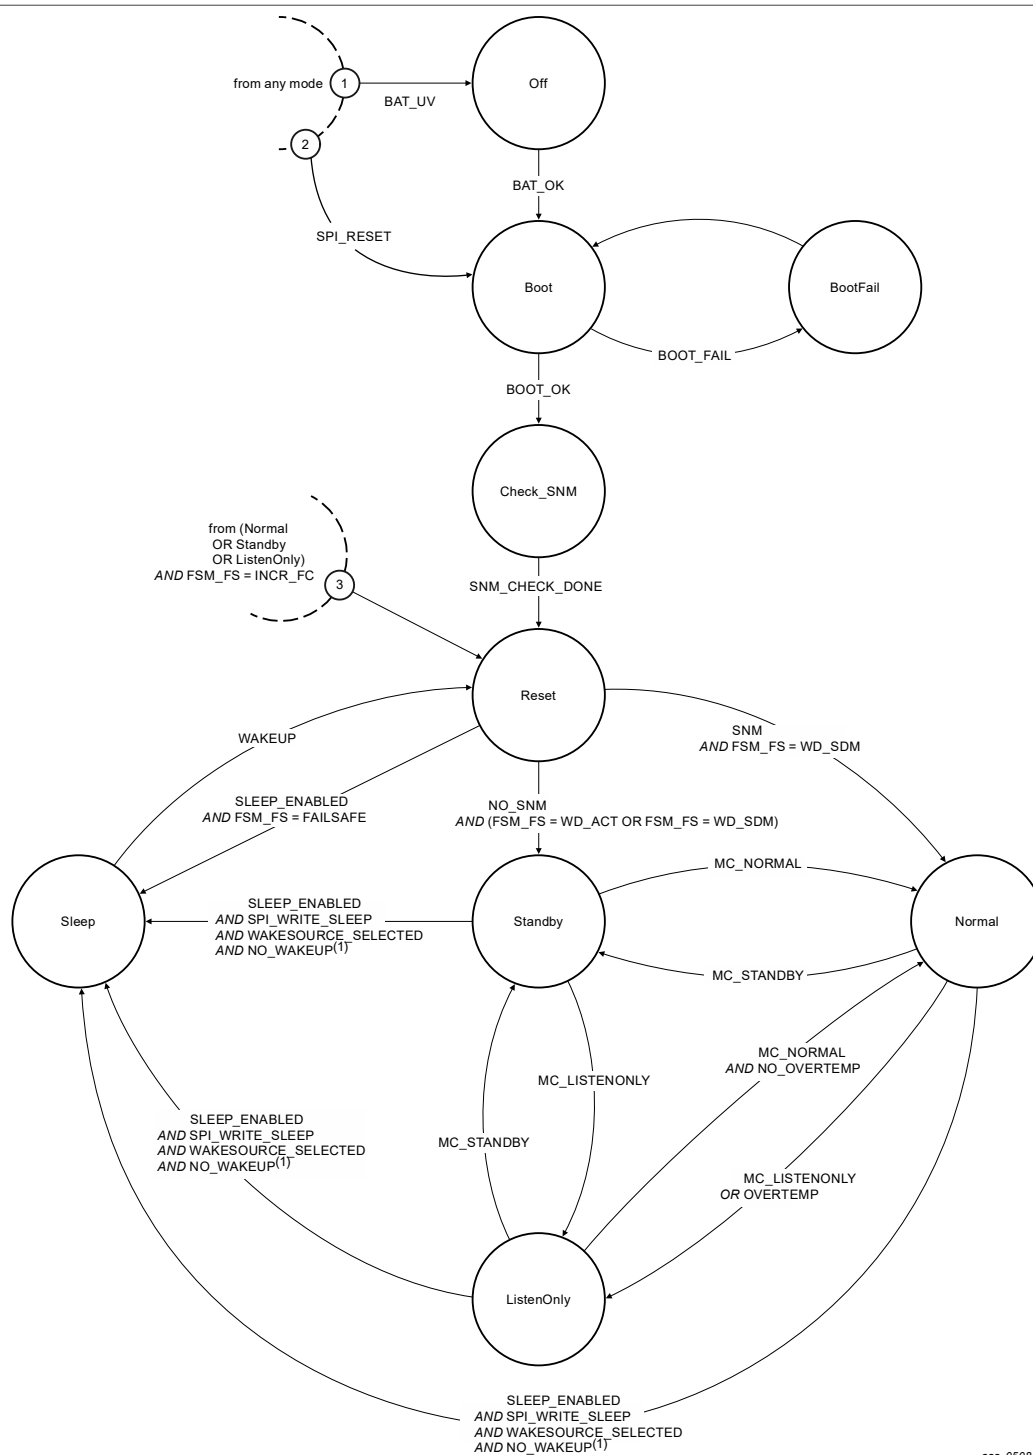 from any mode
1
BAT_UV
Off
2
BAT_OK
SPI_RESET
Boot
BootFail
BOOT_FAIL
BOOT_OK
Check_SNM
from (Normal
OR Standby
OR ListenOnly)
AND FSM_FS = INCR_FC
3
SNM_CHECK_DONE
Reset
WAKEUP
SNM
AND FSM_FS = WD_SDM
SLEEP_ENABLED
AND FSM_FS = FAILSAFE
NO_SNM
AND (FSM_FS = WD_ACT OR FSM_FS = WD_SDM)
MC_NORMAL
Sleep
SLEEP_ENABLED
AND SPI_WRITE_SLEEP
AND WAKESOURCE_SELECTED
AND NO_WAKEUP(1)
Standby
Normal
MC_STANDBY
MC_NORMAL
AND NO_OVERTEMP
MC_LISTENONLY
SLEEP_ENABLED
AND SPI_WRITE_SLEEP
AND WAKESOURCE_SELECTED
AND NO_WAKEUP(1)
MC_STANDBY
MC_LISTENONLY
OR OVERTEMP
ListenOnly
SLEEP_ENABLED
AND SPI_WRITE_SLEEP
AND WAKESOURCE_SELECTED
AND NO_WAKEUP(1)